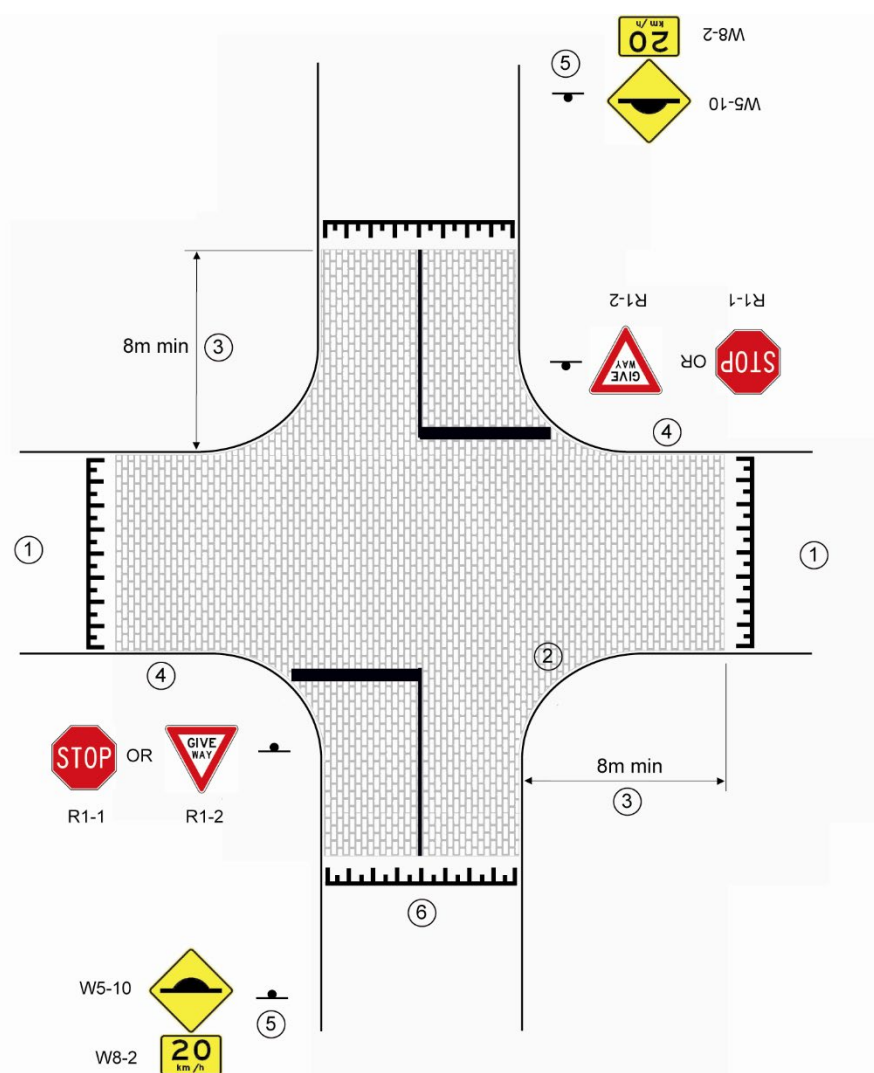 20
km/h
W8-2
5
W5-10
R1-2
R1-1
8m min
3
GIVE
WAY
OR
STOP
4
1
1
2
4
STOP
OR
GIVE
WAY
8m min
3
R1-1
R1-2
6
W5-10
5
W8-2
20
km/h